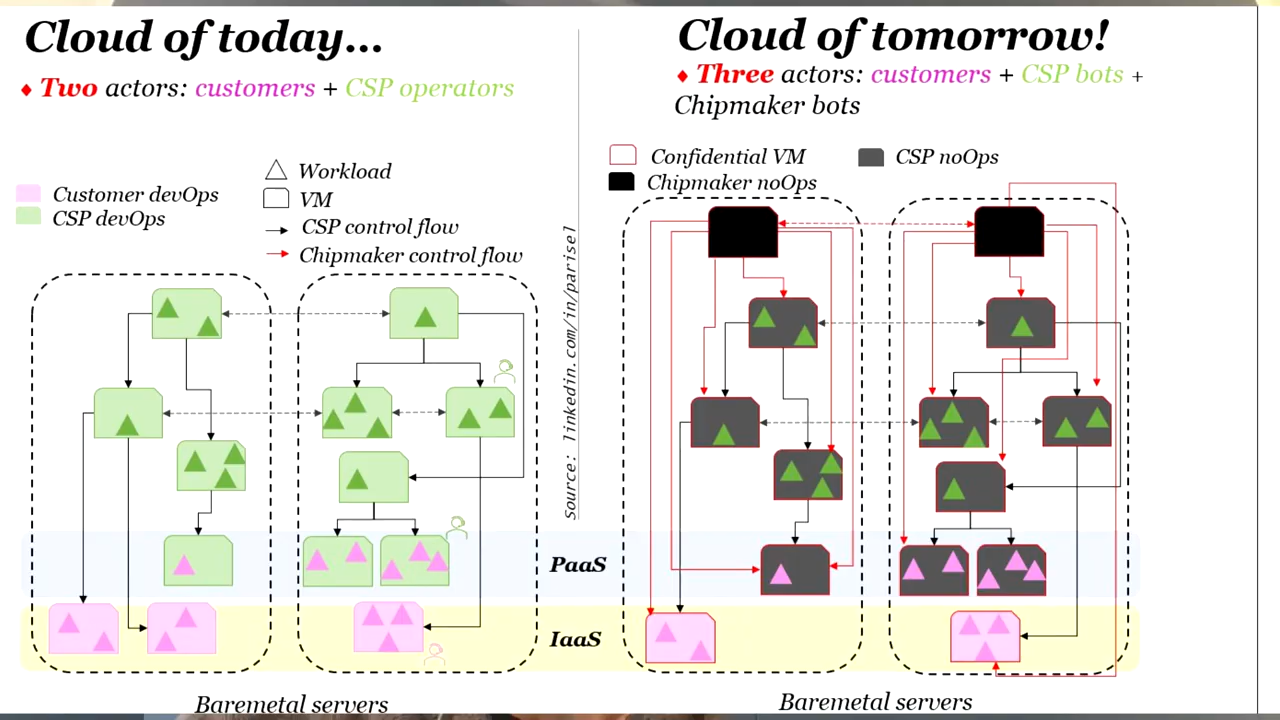 Cloud of today...
♦ Two actors: customers + CSP operators
Workload
Customer devOps
VM
CSP devOps
CSP control flow
Chipmaker control flow
Cloud of tomorrow!
♦ Three actors: customers + CSP bots +
Chipmaker bots
Confidential VM
CSP noOps
Chipmaker noOps
Source: linkedin.com/in/parisel
PaaS
IaaS
Baremetal servers
Baremetal servers